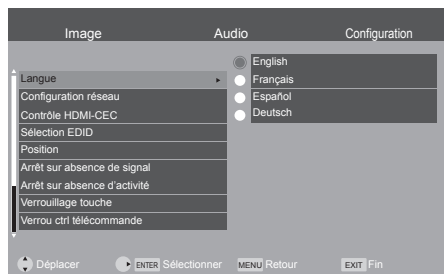 Image Audio Configuration
English
Langue Français
Configuration réseau Español
Contrôle HDMI-CEC Deutsch
Sélection EDID
Position
Arrêt sur absence de signal
Arrêt sur absence d'activité
Verrouillage touche
Verrou ctrl télécommande
Déplacer ENTER Sélectionner MENU Retour EXIT Fin